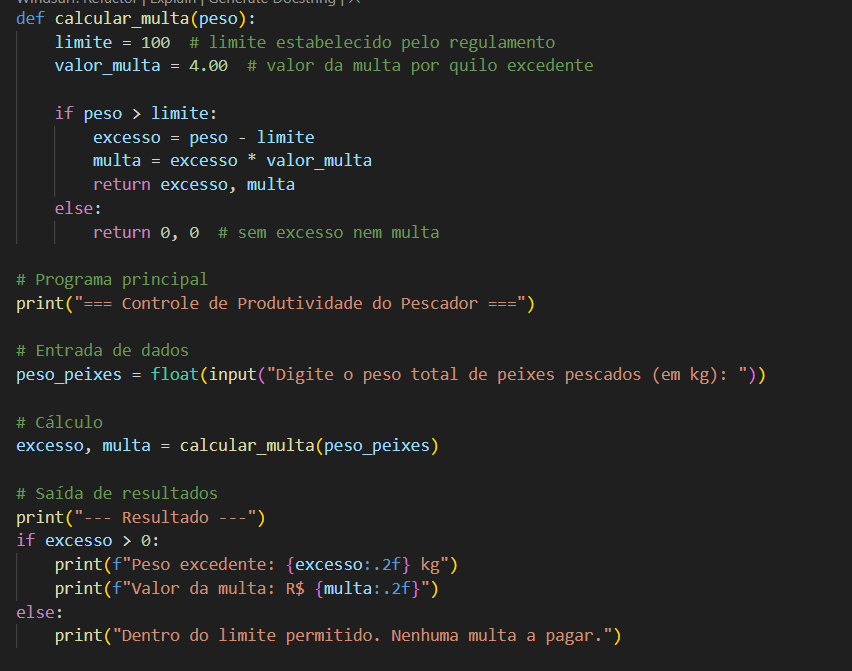 Windsurf: Refactor | Explain | Generate Docstring | X
def calcular_multa(peso):
    limite = 100  # limite estabelecido pelo regulamento
    valor_multa = 4.00  # valor da multa por quilo excedente
    if peso > limite:
        excesso = peso - limite
        multa = excesso * valor_multa
        return excesso, multa
    else:
        return 0, 0  # sem excesso nem multa
# Programa principal
print("=== Controle de Produtividade do Pescador ===")
# Entrada de dados
peso_peixes = float(input("Digite o peso total de peixes pescados (em kg): "))
# Cálculo
excesso, multa = calcular_multa(peso_peixes)
# Saída de resultados
print("--- Resultado ---")
if excesso > 0:
    print(f"Peso excedente: {excesso:.2f} kg")
    print(f"Valor da multa: R$ {multa:.2f}")
else:
    print("Dentro do limite permitido. Nenhuma multa a pagar.")